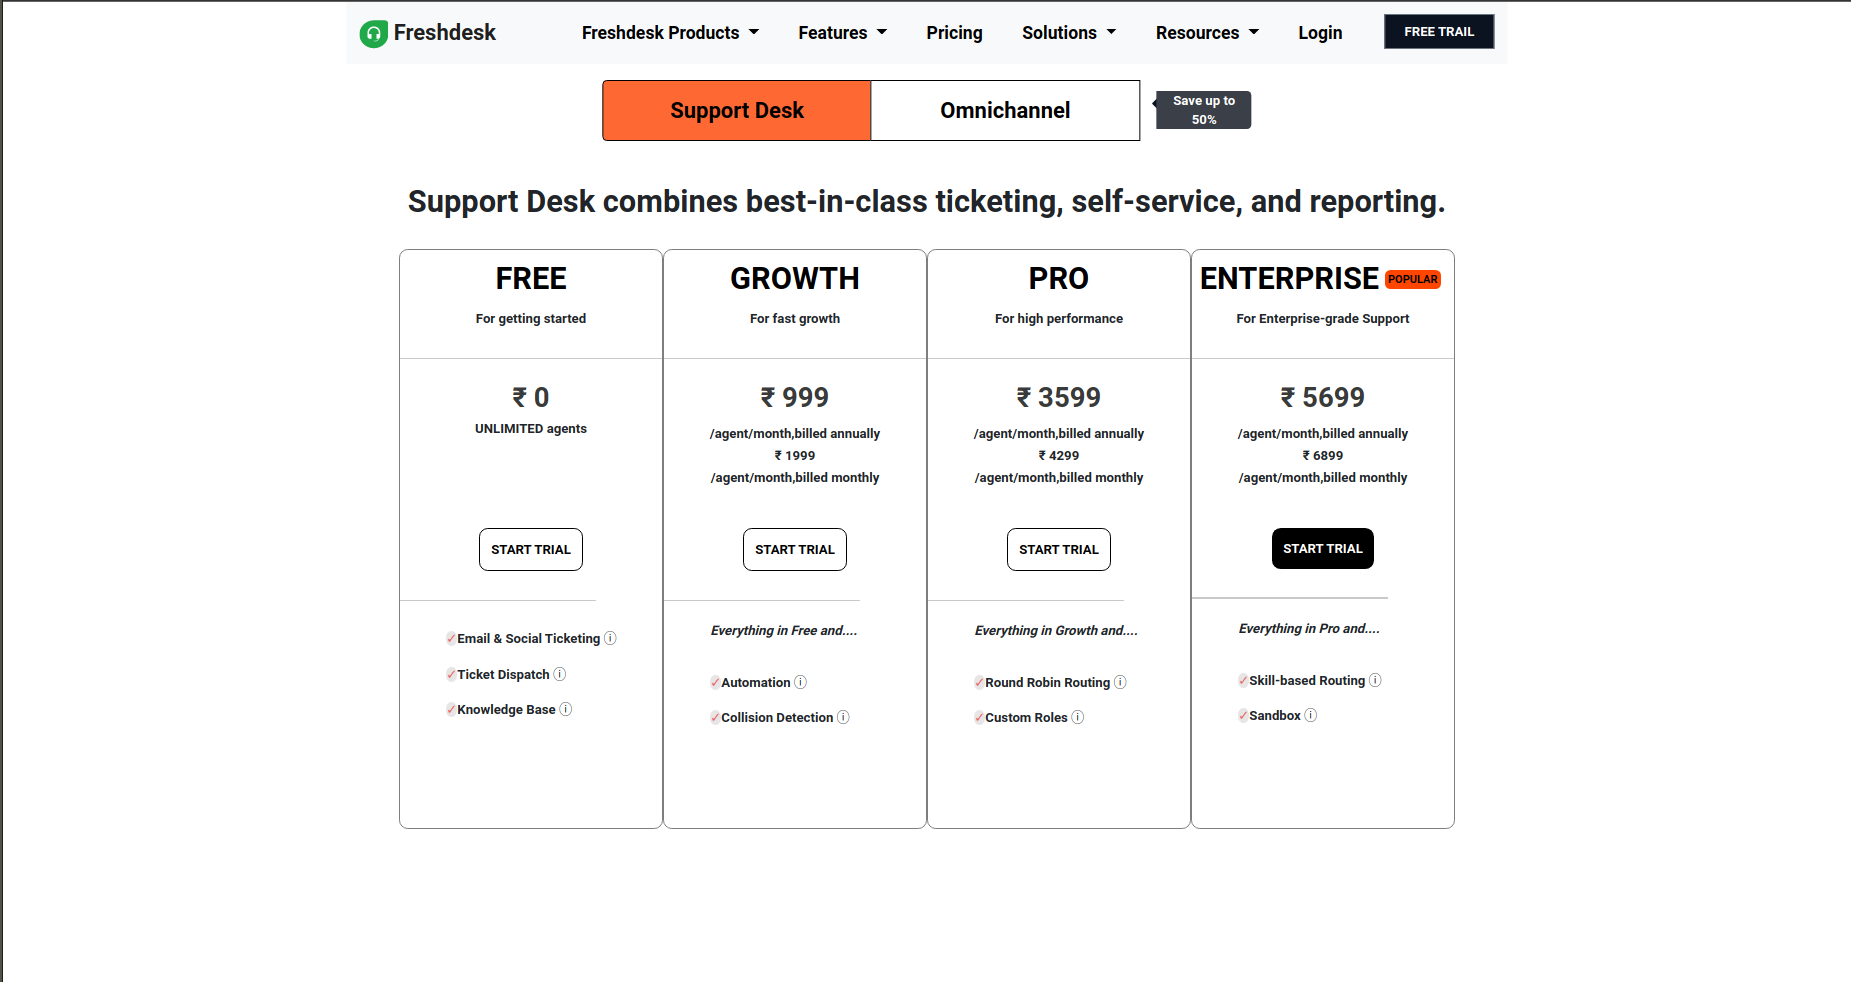 Freshdesk
Freshdesk Products
Features
Pricing
Solutions
Resources
Login
FREE TRAIL
Support Desk
Omnichannel
Save up to
50%
Support Desk combines best-in-class ticketing, self-service, and reporting.
FREE
For getting started
₹ 0
UNLIMITED agents
START TRIAL
✓Email & Social Ticketing ⓘ
✓Ticket Dispatch ⓘ
✓Knowledge Base ⓘ
GROWTH
For fast growth
₹ 999
/agent/month,billed annually
₹ 1999
/agent/month,billed monthly
START TRIAL
Everything in Free and....
✓Automation ⓘ
✓Collision Detection ⓘ
PRO
For high performance
₹ 3599
/agent/month,billed annually
₹ 4299
/agent/month,billed monthly
START TRIAL
Everything in Growth and....
✓Round Robin Routing ⓘ
✓Custom Roles ⓘ
ENTERPRISE POPULAR
For Enterprise-grade Support
₹ 5699
/agent/month,billed annually
₹ 6899
/agent/month,billed monthly
START TRIAL
Everything in Pro and....
✓Skill-based Routing ⓘ
✓Sandbox ⓘ